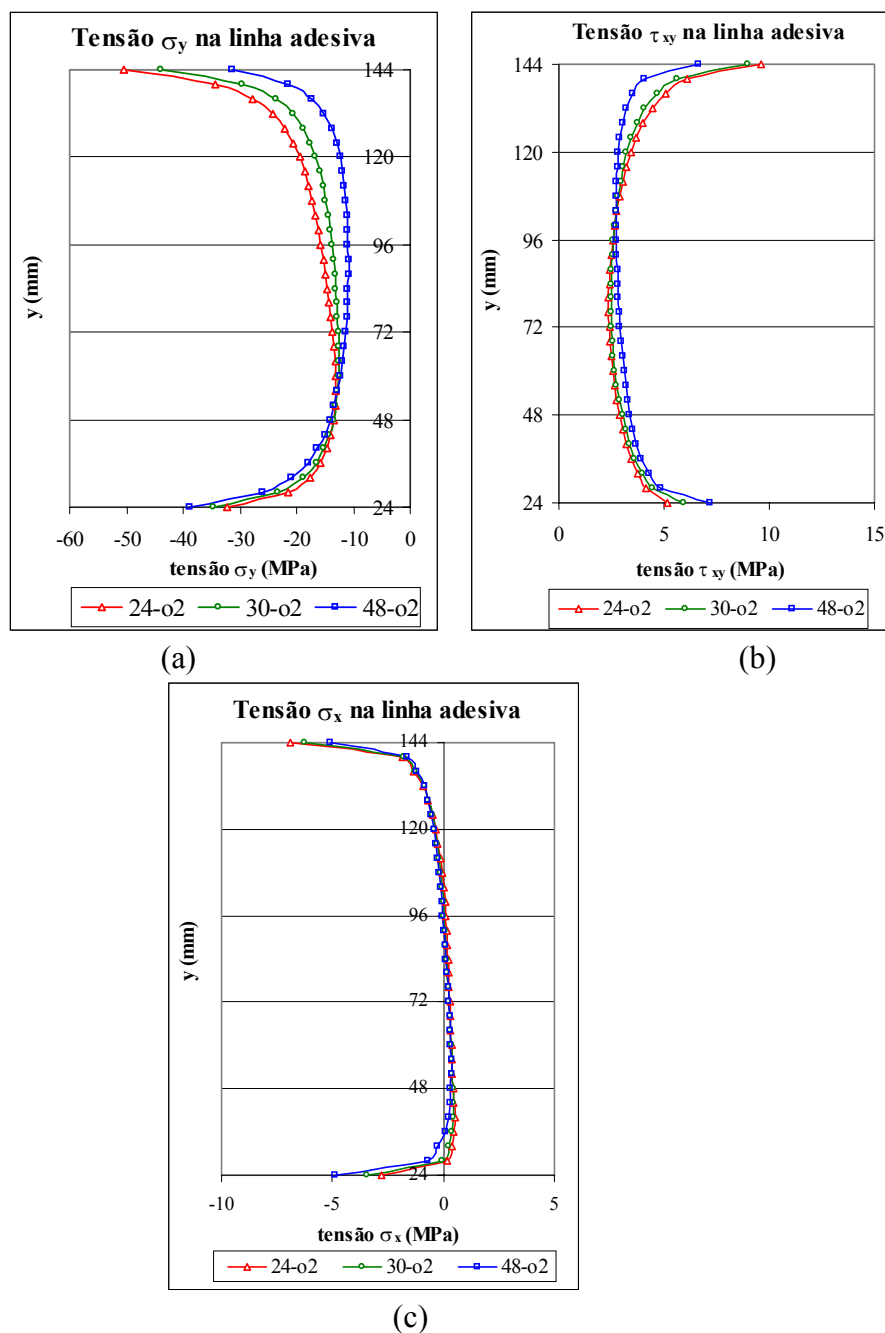 Tensão σy na linha adesiva
144
120
96
72
48
24
y (mm)
-60 -50 -40 -30 -20 -10 0
tensão σy (MPa)
24-o2 30-o2 48-o2
(a)
Tensão τxy na linha adesiva
144
120
96
72
48
24
y (mm)
0 5 10 15
tensão τxy (MPa)
24-o2 30-o2 48-o2
(b)
Tensão σx na linha adesiva
144
120
96
72
48
24
y (mm)
-10 -5 0 5
tensão σx (MPa)
24-o2 30-o2 48-o2
(c)